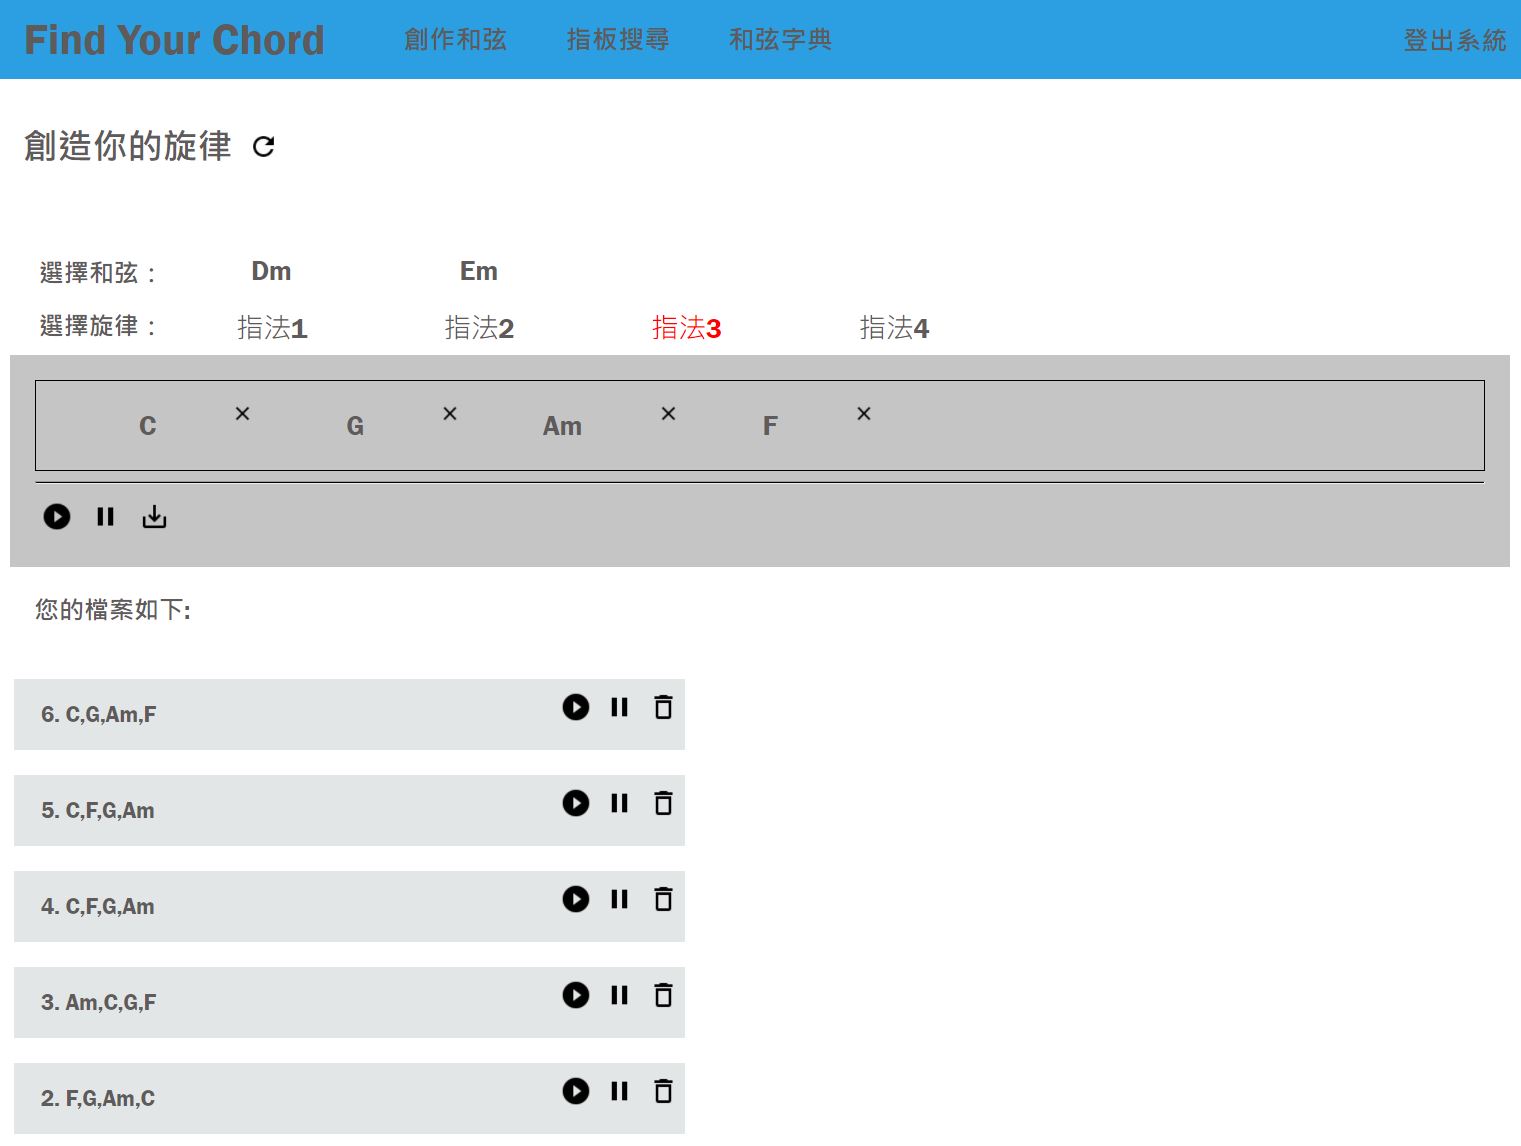 Find Your Chord 創作和弦 指板搜尋 和弦字典 登出系統
創造你的旋律
選擇和弦： Dm Em
選擇旋律： 指法1 指法2 指法3 指法4
C G Am F
您的檔案如下:
6. C,G,Am,F
5. C,F,G,Am
4. C,F,G,Am
3. Am,C,G,F
2. F,G,Am,C